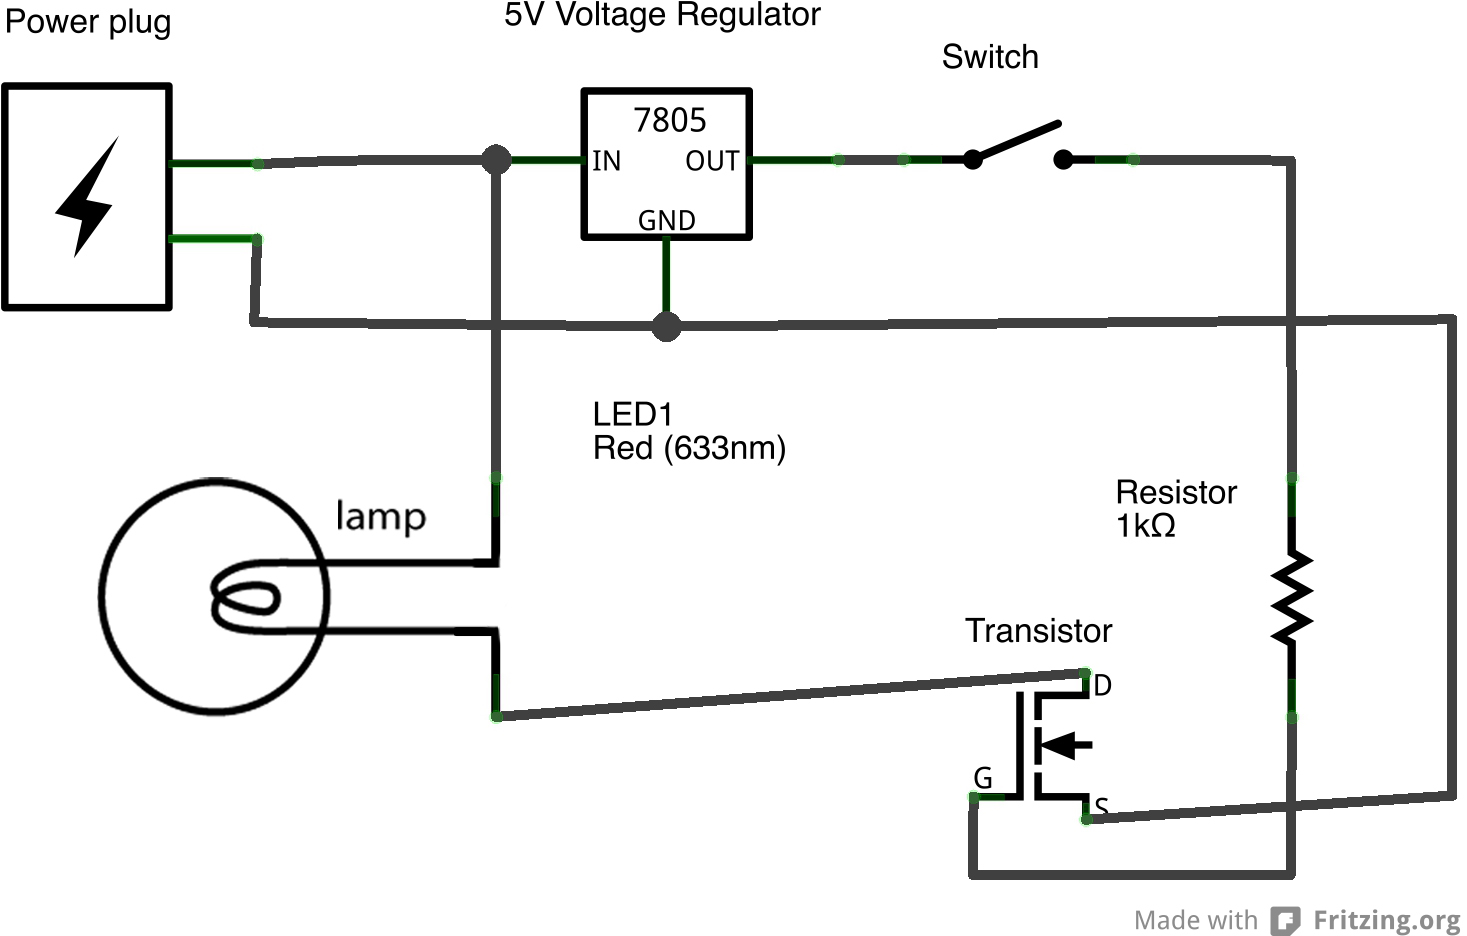 Power plug
5V Voltage Regulator
Switch
7805
IN
OUT
GND
LED1
Red (633nm)
lamp
Resistor
1kΩ
Transistor
D
G
S
Made with Fritzing.org